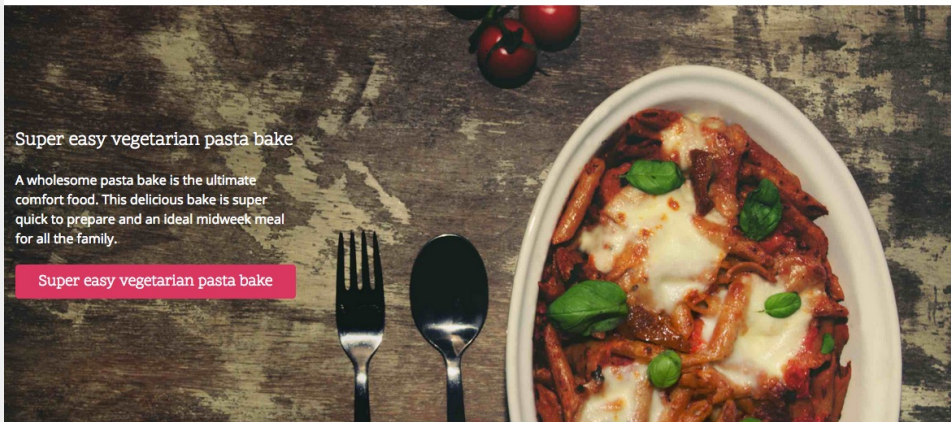 Super easy vegetarian pasta bake
A wholesome pasta bake is the ultimate
comfort food. This delicious bake is super
quick to prepare and an ideal midweek meal
for all the family.
Super easy vegetarian pasta bake